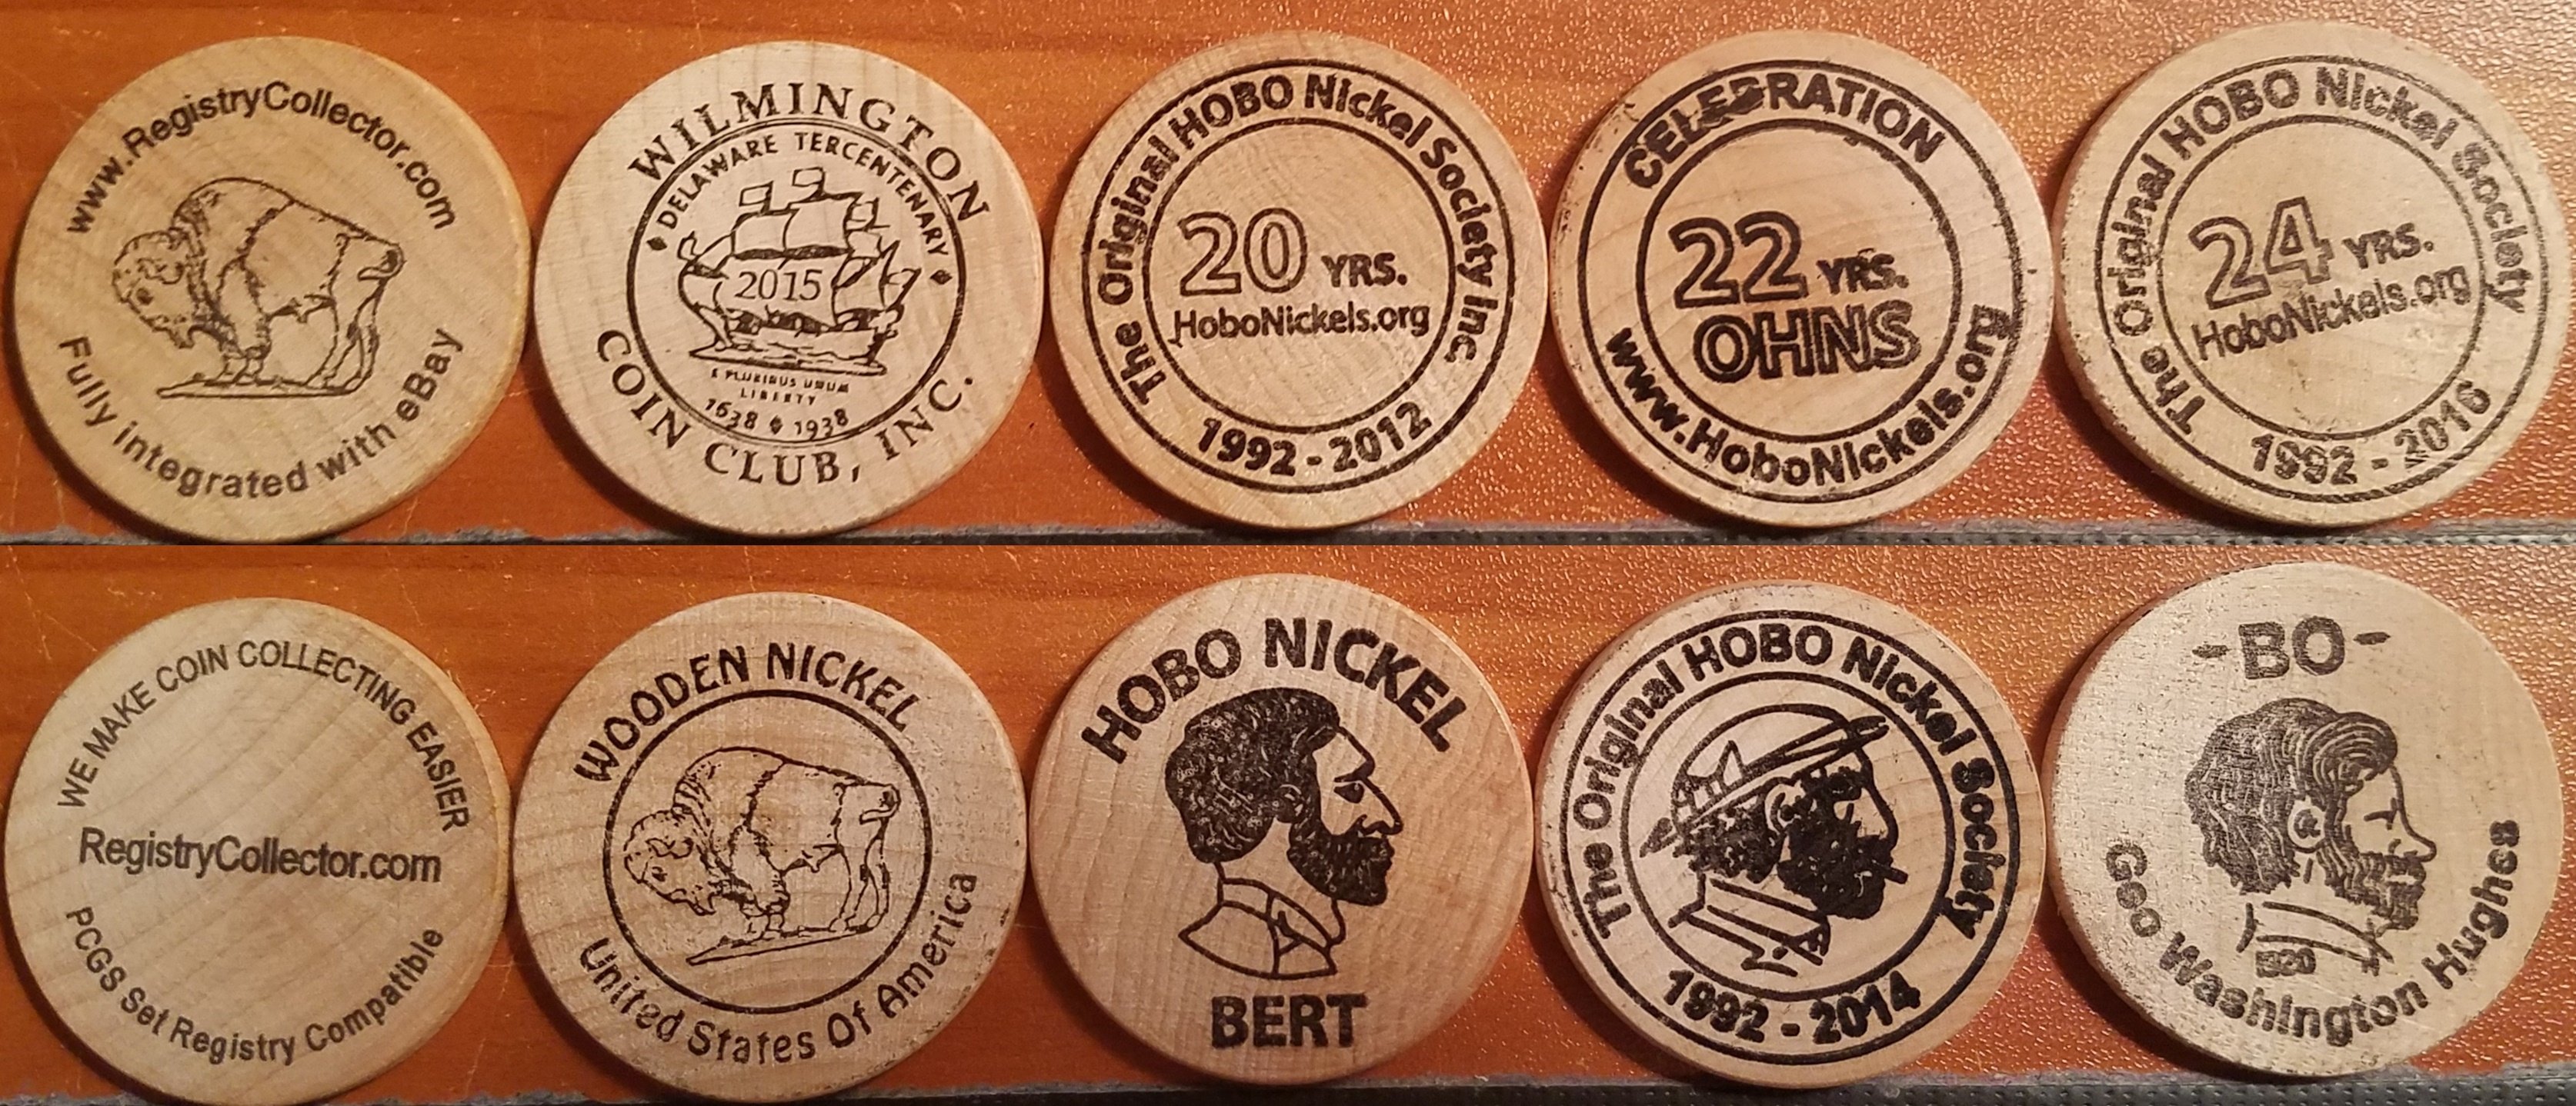 www.RegistryCollector.com
Fully integrated with eBay
WILMINGTON
DELAWARE TERCENTENARY
2015
E PLURIBUS UNUM
LIBERTY
1638 ♦ 1938
COIN CLUB, INC.
The Original HOBO Nickel Society Inc
20 YRS.
HoboNickels.org
1992 - 2012
CELEBRATION
22 YRS.
OHNS
www.HoboNickels.org
The Original HOBO Nickel Society
24 YRS.
HoboNickels.org
1992 - 2016
WE MAKE COIN COLLECTING EASIER
RegistryCollector.com
PCGS Set Registry Compatible
WOODEN NICKEL
United States Of America
HOBO NICKEL
BERT
The Original HOBO Nickel Society
1992 - 2014
-BO-
Geo Washington Hughes